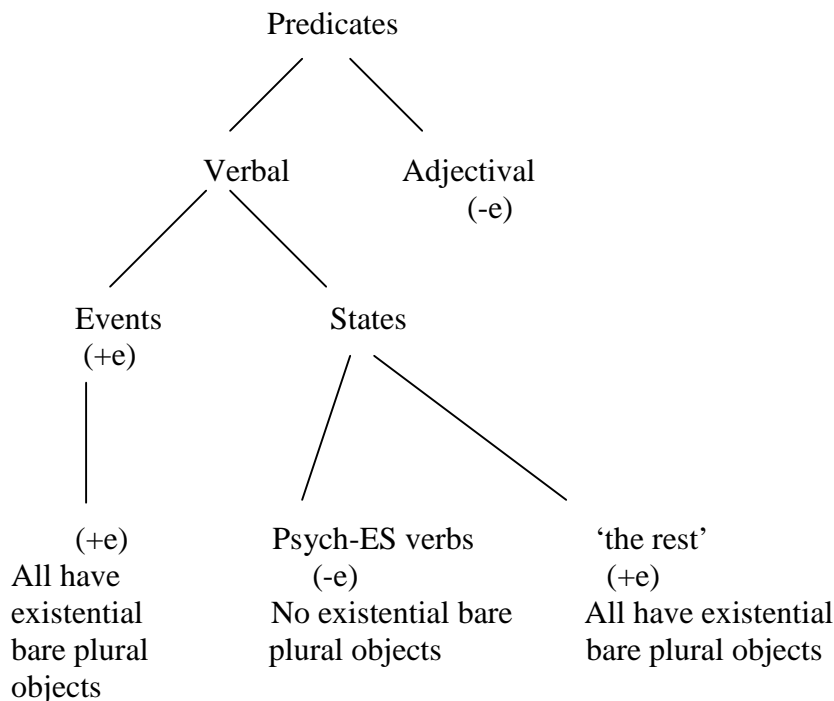 Predicates
Verbal Adjectival
(-e)
Events States
(+e)
(+e) Psych-ES verbs ‘the rest’
(-e) (+e)
All have
existential No existential bare All have existential
bare plural plural objects bare plural objects
objects